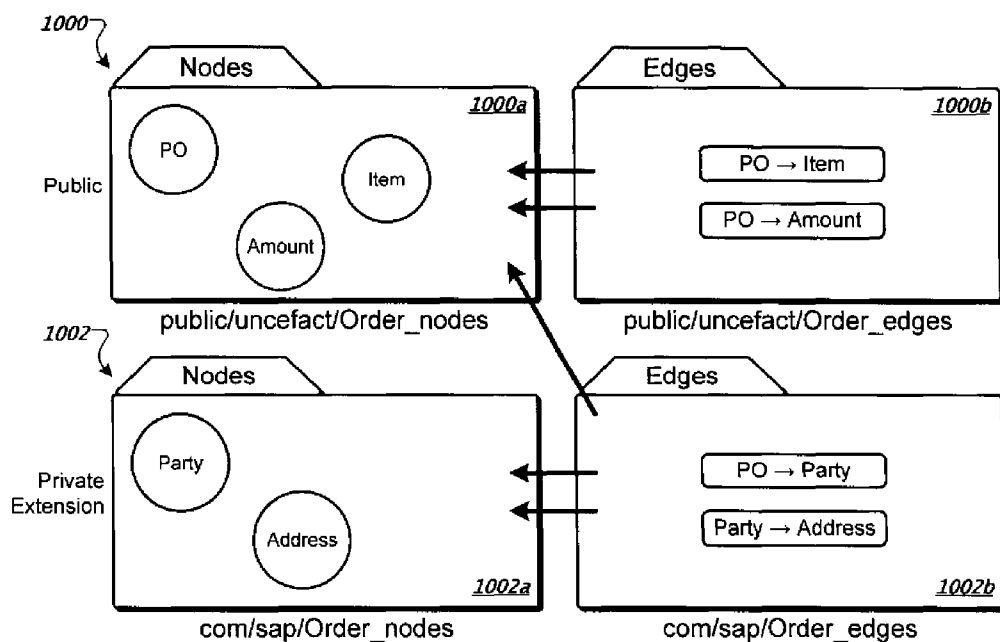 1000
Nodes
Edges
1000a
1000b
PO
Item
Amount
Public
PO → Item
PO → Amount
public/uncefact/Order_nodes
public/uncefact/Order_edges
1002
Nodes
Edges
Party
Address
Private
Extension
PO → Party
Party → Address
1002a
1002b
com/sap/Order_nodes
com/sap/Order_edges